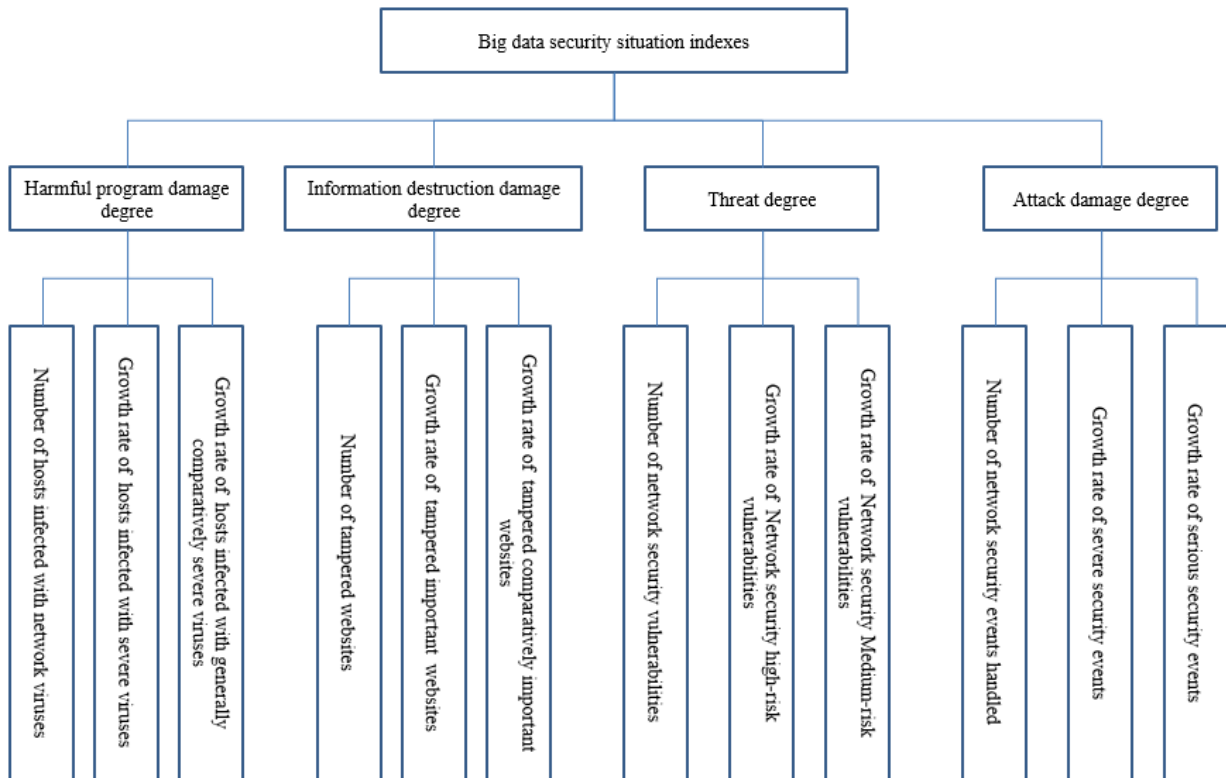 Big data security situation indexes
Harmful program damage
degree
Information destruction damage
degree
Threat degree
Attack damage degree
Number of hosts infected with network viruses
Growth rate of hosts infected with severe viruses
Growth rate of hosts infected with generally
comparatively severe viruses
Number of tampered websites
Growth rate of tampered important websites
Growth rate of tampered comparatively important
websites
Number of network security vulnerabilities
Growth rate of Network security high-risk
vulnerabilities
Growth rate of Network security Medium-risk
vulnerabilities
Number of network security events handled
Growth rate of severe security events
Growth rate of serious security events